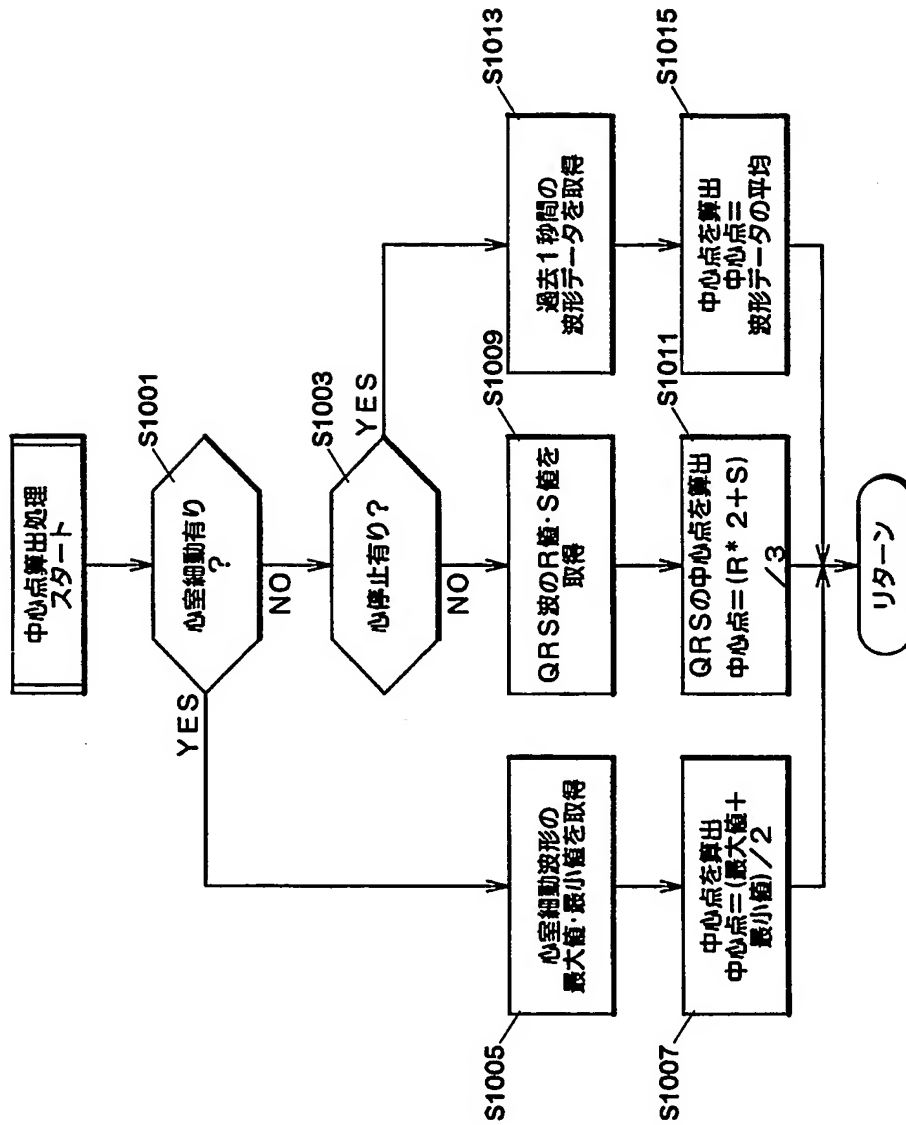 中心点算出処理
スタート
S1001
心室細動有り
?
YES
NO
S1003
心停止有り?
YES
NO
S1005
心室細動波形の
最大値・最小値を取得
S1009
QRS波のR値・S値を
取得
S1013
過去1秒間の
波形データを取得
S1007
中心点を算出
中心点=(最大値+
最小値)/2
S1011
QRSの中心点を算出
中心点=(R*2+S)
/3
S1015
中心点を算出
中心点=
波形データの平均
リターン